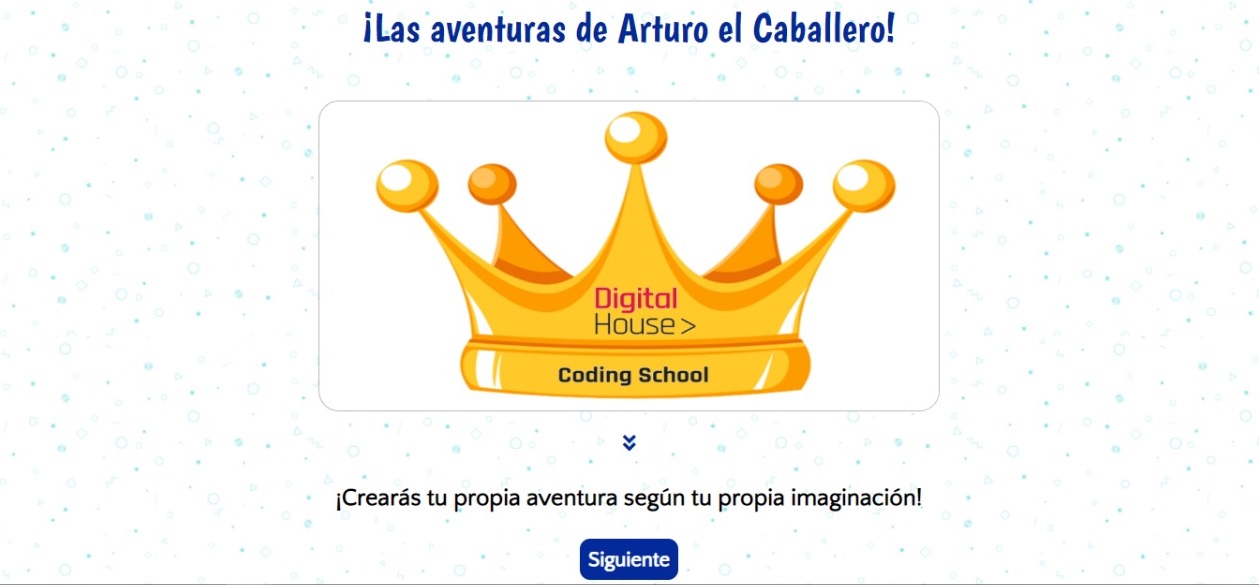 ¡Las aventuras de Arturo el Caballero!
Digital
House >
Coding School
¡Crearás tu propia aventura según tu propia imaginación!
Siguiente